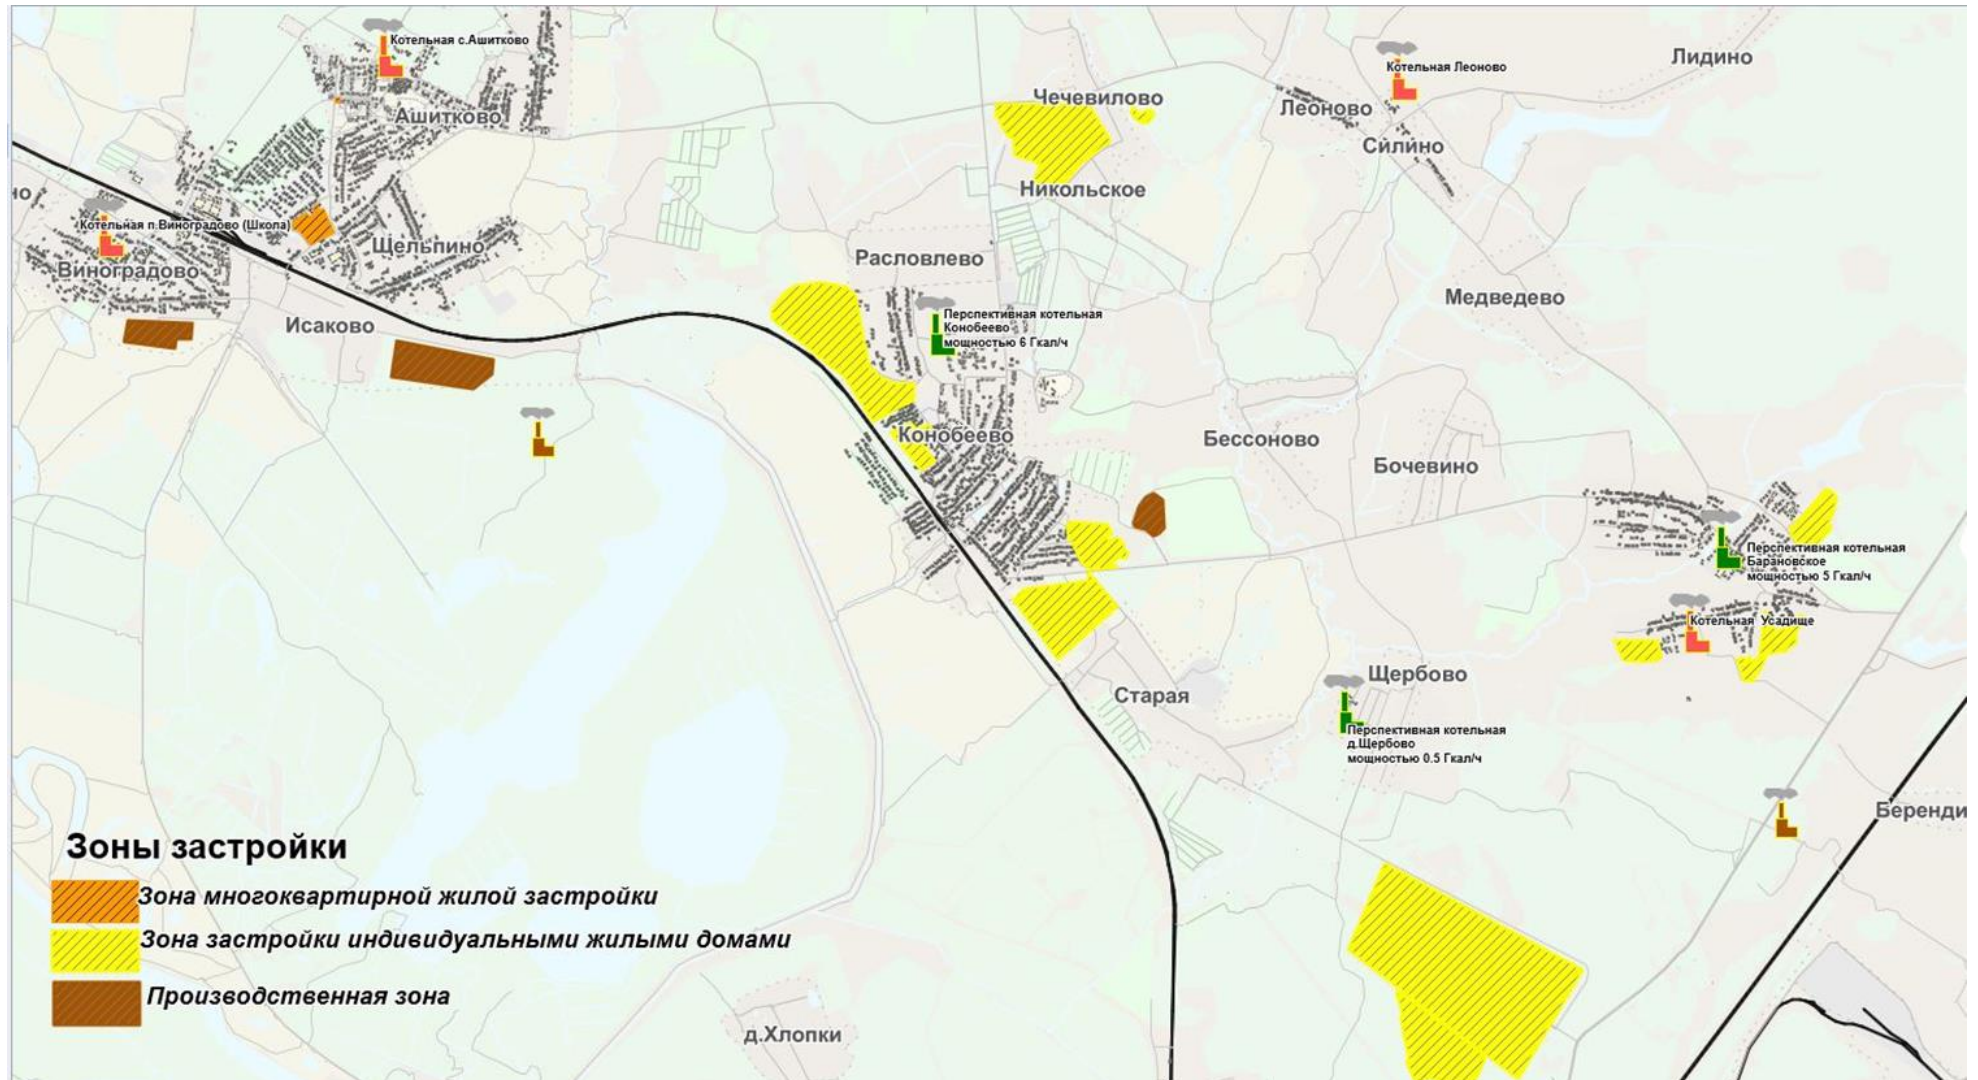 Котельная с.Ашитково
Ашитково
Котельная п.Виноградово (Школа)
Виноградово
Щельпино
Исаково
но
Чечевилово
Никольское
Котельная Леоново
Леоново
Силино
Лидино
Расловлево
Перспективная котельная
Конобеево
мощностью 6 Гкал/ч
Конобеево
Медведево
Бессоново
Бочевино
Перспективная котельная
Барановское
мощностью 5 Гкал/ч
Котельная Усадище
Старая
Щербово
Перспективная котельная
д.Щербово
мощностью 0.5 Гкал/ч
Беренди
д.Хлопки
Зоны застройки
Зона многоквартирной жилой застройки
Зона застройки индивидуальными жилыми домами
Производственная зона